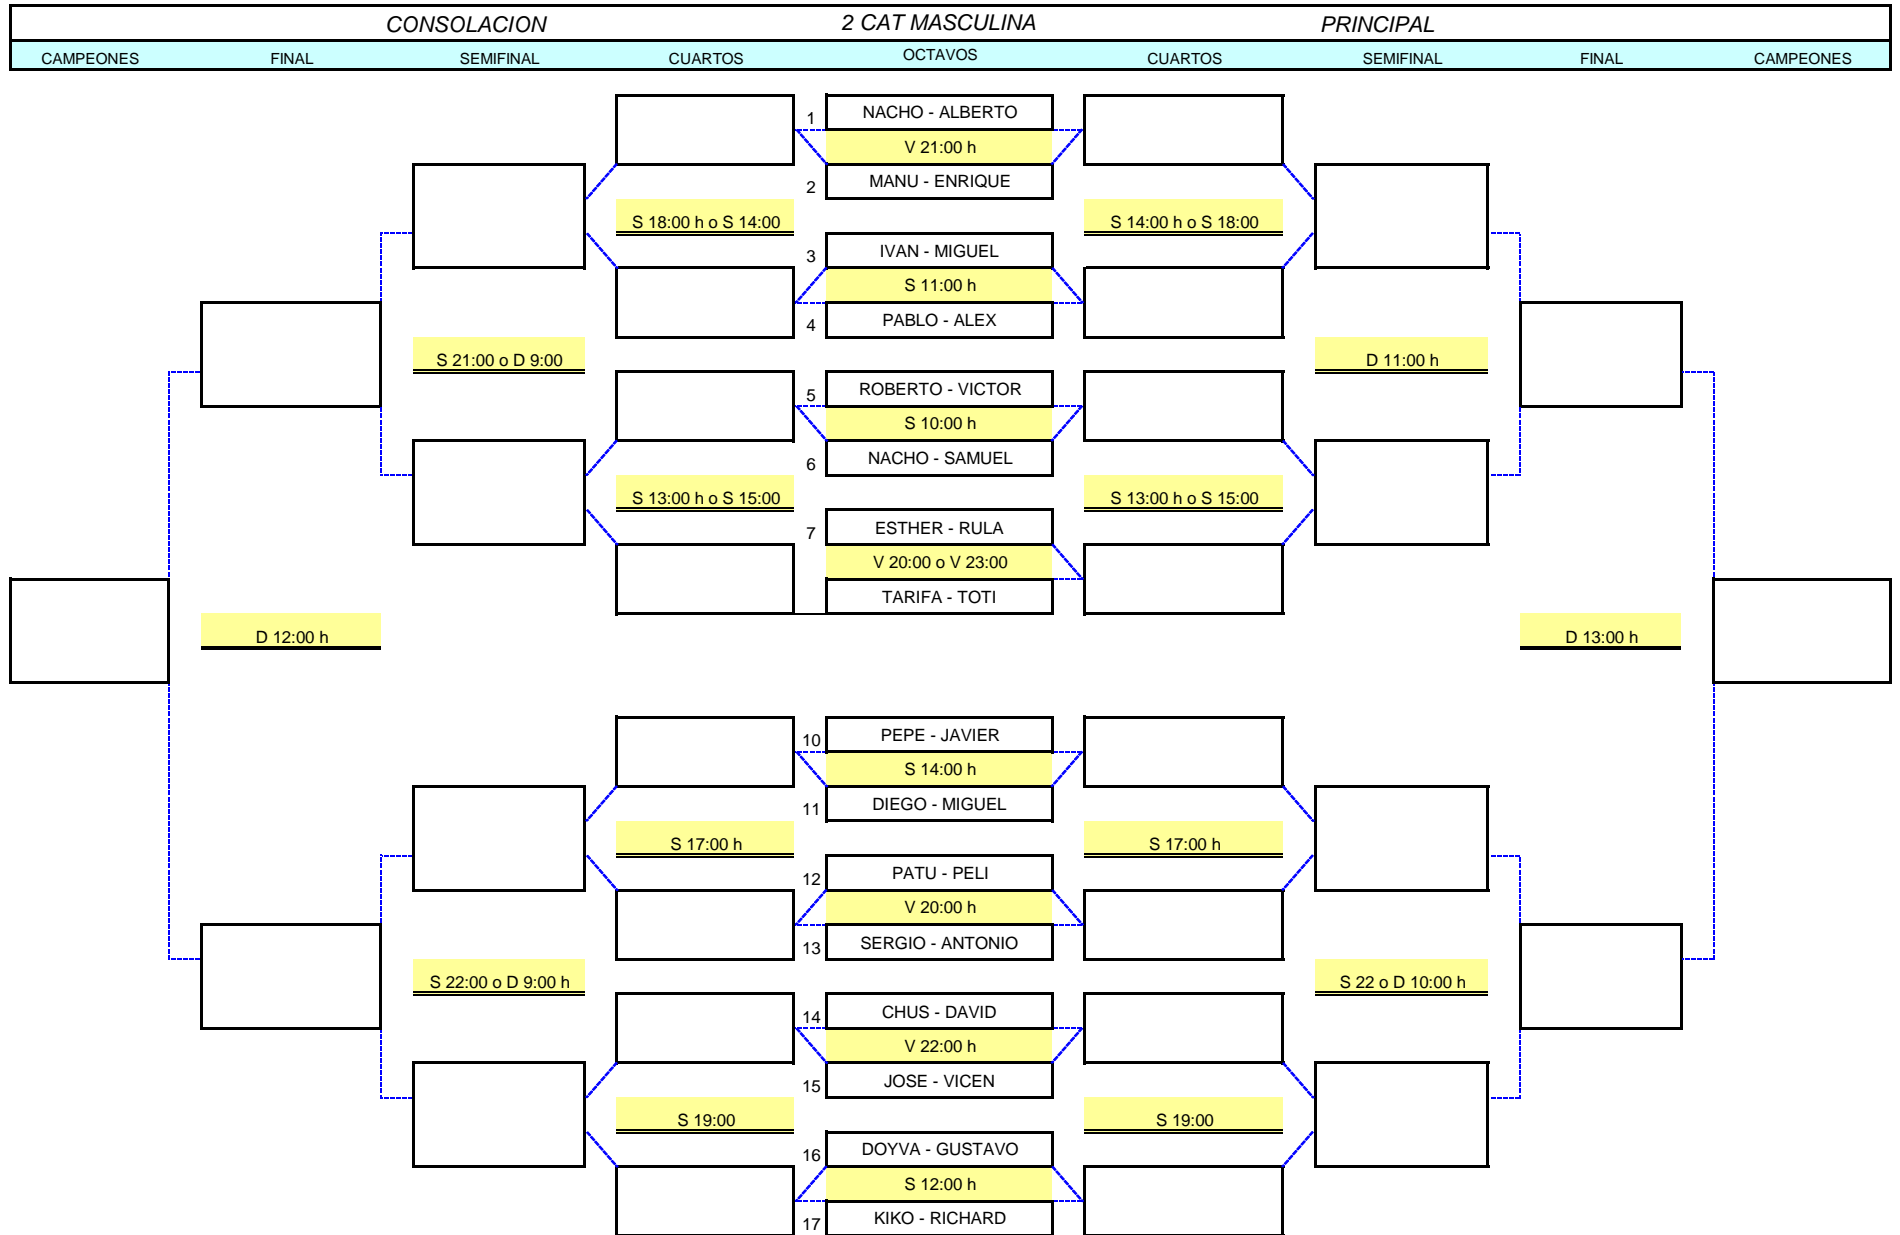 CONSOLACION 2 CAT MASCULINA PRINCIPAL
CAMPEONES FINAL SEMIFINAL CUARTOS OCTAVOS CUARTOS SEMIFINAL FINAL CAMPEONES
1 NACHO - ALBERTO
V 21:00 h
2 MANU - ENRIQUE
S 18:00 h o S 14:00 S 14:00 h o S 18:00
3 IVAN - MIGUEL
S 11:00 h
4 PABLO - ALEX
S 21:00 o D 9:00 D 11:00 h
5 ROBERTO - VICTOR
S 10:00 h
6 NACHO - SAMUEL
S 13:00 h o S 15:00 S 13:00 h o S 15:00
7 ESTHER - RULA
V 20:00 o V 23:00
TARIFA - TOTI
D 12:00 h D 13:00 h
10 PEPE - JAVIER
S 14:00 h
11 DIEGO - MIGUEL
S 17:00 h S 17:00 h
12 PATU - PELI
V 20:00 h
13 SERGIO - ANTONIO
S 22:00 o D 9:00 h S 22 o D 10:00 h
14 CHUS - DAVID
V 22:00 h
15 JOSE - VICEN
S 19:00 S 19:00
16 DOYVA - GUSTAVO
S 12:00 h
17 KIKO - RICHARD